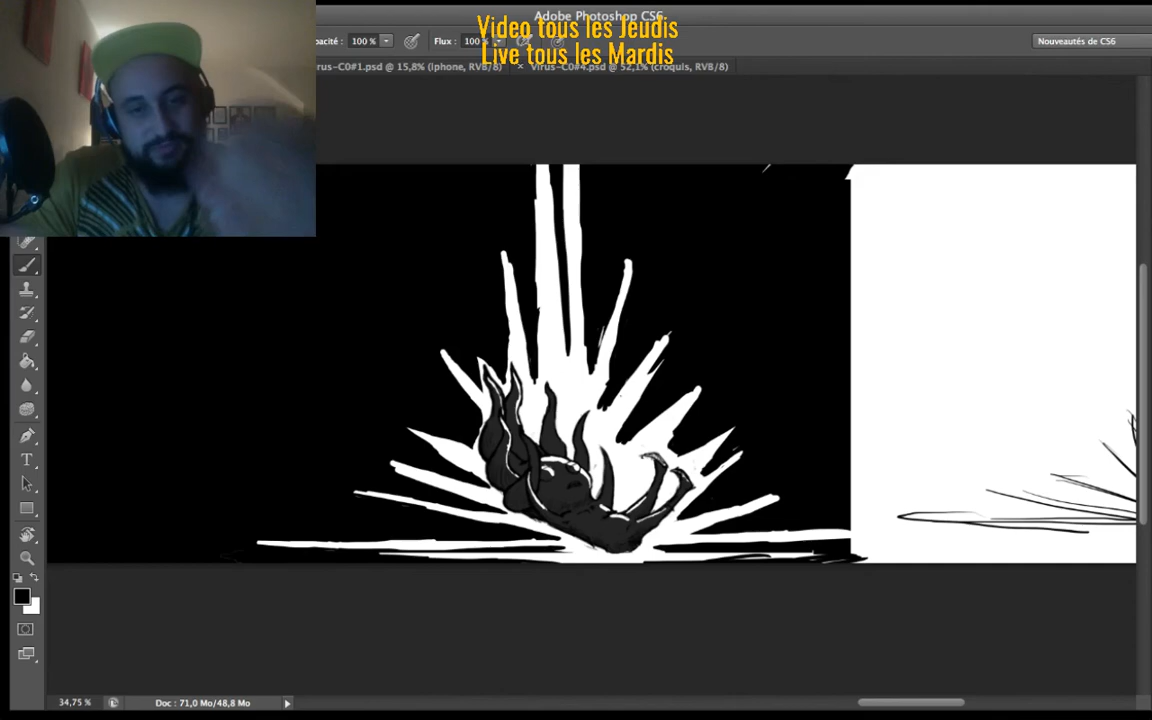 Adobe Photoshop CS6
Video tous les Jeudis
Live tous les Mardis
pacité : 100 % Flux : 100 % Nouveautés de CS6
irus-C0#1.psd @ 15,8% (Iphone, RVB/8) × Virus-C0#4.psd @ 52,1% (croquis, RVB/8)
T
34,75 % Doc : 71,0 Mo/48,8 Mo